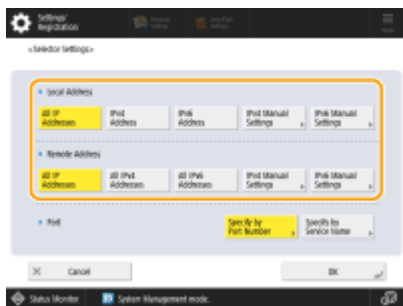 Settings/
Registration
<Selector Settings>
Local Address
All IP
Addresses
IPv4
Address
IPv6
Address
IPv4 Manual
Settings
IPv6 Manual
Settings
Remote Address
All IP
Addresses
All IPv4
Addresses
All IPv6
Addresses
IPv4 Manual
Settings
IPv6 Manual
Settings
Port
Specify by
Port Number
Specify by
Service Name
Cancel
OK
Status Monitor
System Management mode.